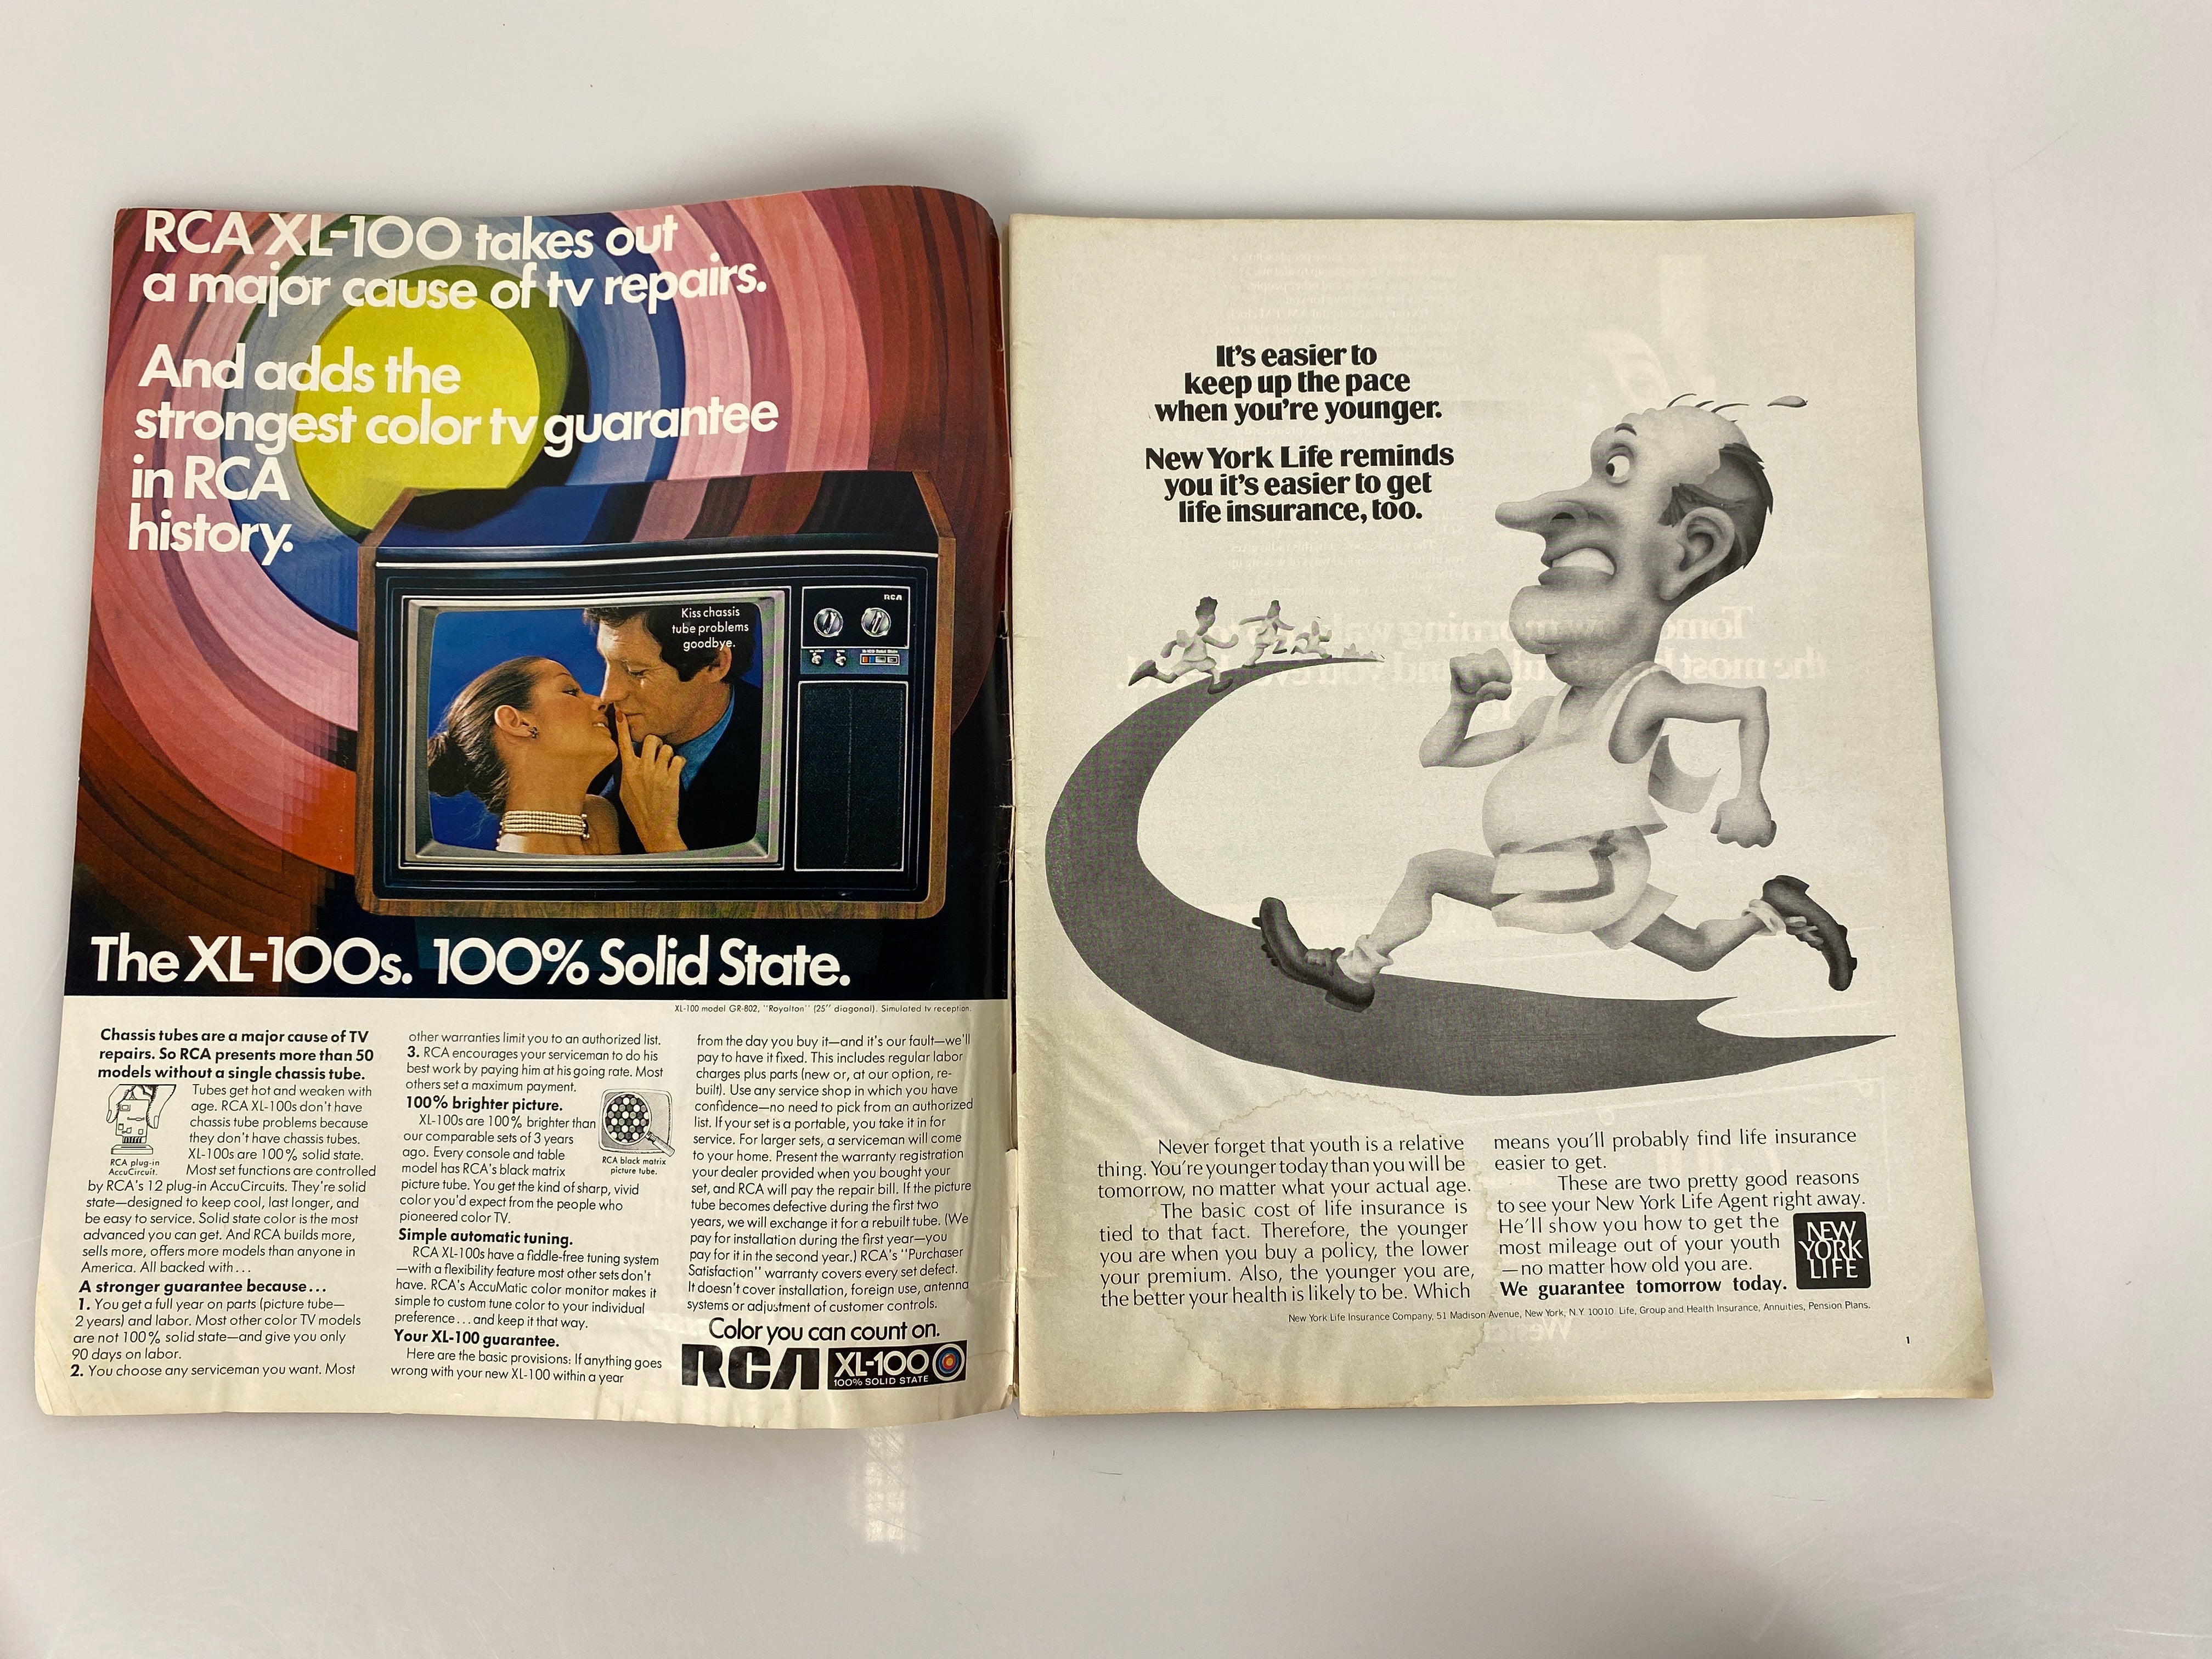 RCA XL-100 takes out
a major cause of tv repairs.
And adds the
strongest color tv guarantee
in RCA
history.
RCA
Kiss chassis
tube problems
goodbye.
The XL-100s. 100% Solid State.
XL-100 model GR-802, "Royalton" (25" diagonal). Simulated tv reception.
Chassis tubes are a major cause of TV
repairs. So RCA presents more than 50
models without a single chassis tube.
Tubes get hot and weaken with
age. RCA XL-100s don't have
chassis tube problems because
they don't have chassis tubes.
XL-100s are 100% solid state.
Most set functions are controlled
RCA plug-in
AccuCircuit.
by RCA's 12 plug-in AccuCircuits. They're solid
state—designed to keep cool, last longer, and
be easy to service. Solid state color is the most
advanced you can get. And RCA builds more,
sells more, offers more models than anyone in
America. All backed with...
A stronger guarantee because...
1. You get a full year on parts (picture tube—
2 years) and labor. Most other color TV models
are not 100% solid state—and give you only
90 days on labor.
2. You choose any serviceman you want. Most
other warranties limit you to an authorized list.
3. RCA encourages your serviceman to do his
best work by paying him at his going rate. Most
others set a maximum payment.
100% brighter picture.
XL-100s are 100% brighter than
our comparable sets of 3 years
ago. Every console and table
model has RCA's black matrix
RCA black matrix
picture tube.
picture tube. You get the kind of sharp, vivid
color you'd expect from the people who
pioneered color TV.
Simple automatic tuning.
RCA XL-100s have a fiddle-free tuning system
—with a flexibility feature most other sets don't
have. RCA's AccuMatic color monitor makes it
simple to custom tune color to your individual
preference...and keep it that way.
Your XL-100 guarantee.
Here are the basic provisions: If anything goes
wrong with your new XL-100 within a year
from the day you buy it—and it's our fault—we'll
pay to have it fixed. This includes regular labor
charges plus parts (new or, at our option, re-
built). Use any service shop in which you have
confidence—no need to pick from an authorized
list. If your set is a portable, you take it in for
service. For larger sets, a serviceman will come
to your home. Present the warranty registration
your dealer provided when you bought your
set, and RCA will pay the repair bill. If the picture
tube becomes defective during the first two
years, we will exchange it for a rebuilt tube. (We
pay for installation during the first year—you
pay for it in the second year.) RCA's "Purchaser
Satisfaction" warranty covers every set defect.
It doesn't cover installation, foreign use, antenna
systems or adjustment of customer controls.
Color you can count on.
RCA XL-100
100% SOLID STATE
It's easier to
keep up the pace
when you're younger.
New York Life reminds
you it's easier to get
life insurance, too.
Never forget that youth is a relative
thing. You're younger today than you will be
tomorrow, no matter what your actual age.
The basic cost of life insurance is
tied to that fact. Therefore, the younger
you are when you buy a policy, the lower
your premium. Also, the younger you are,
the better your health is likely to be. Which
means you'll probably find life insurance
easier to get.
These are two pretty good reasons
to see your New York Life Agent right away.
He'll show you how to get the
most mileage out of your youth
—no matter how old you are.
We guarantee tomorrow today.
NEW
YORK
LIFE
New York Life Insurance Company, 51 Madison Avenue, New York, N.Y. 10010. Life, Group and Health Insurance, Annuities, Pension Plans.
1